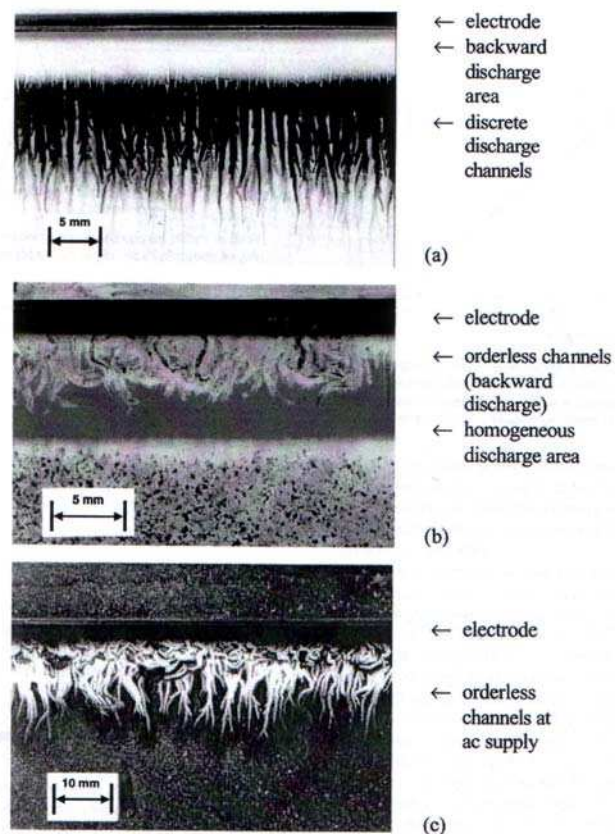 ← electrode
← backward
discharge
area
← discrete
discharge
channels
5 mm
(a)
← electrode
← orderless channels
(backward
discharge)
← homogeneous
discharge area
5 mm
(b)
← electrode
← orderless
channels at
ac supply
10 mm
(c)